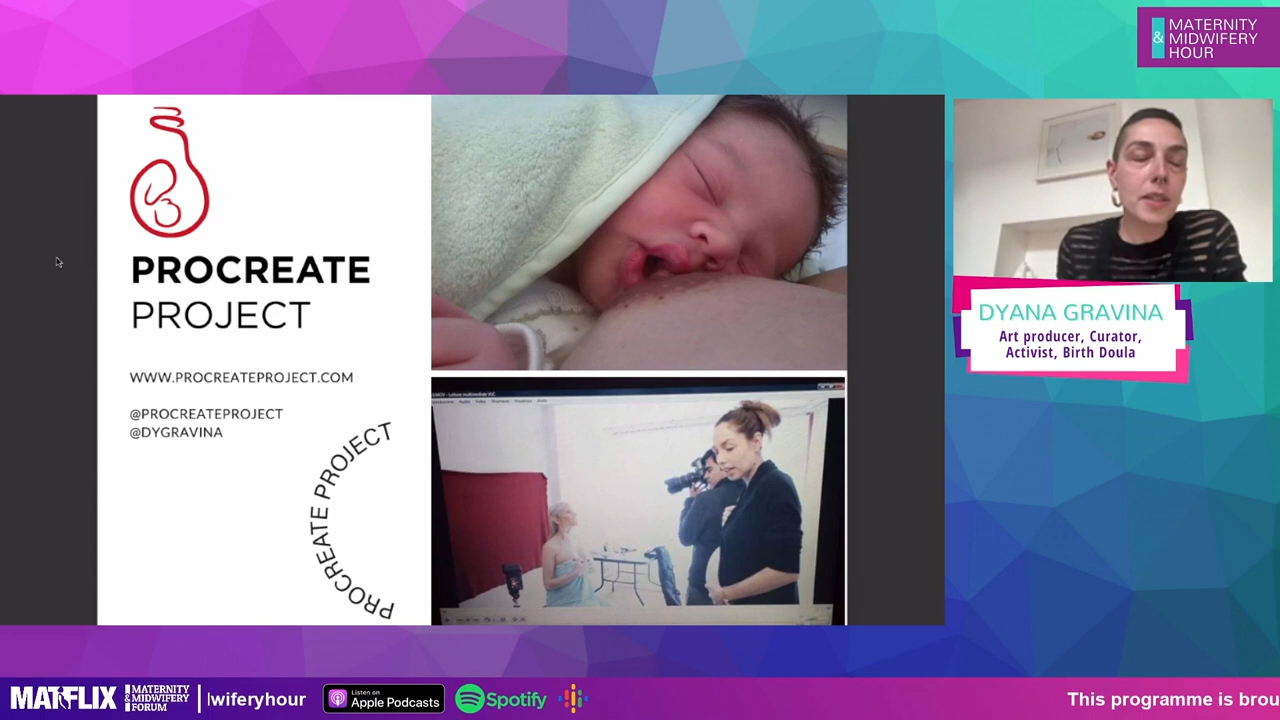 MATERNITY
& MIDWIFERY
HOUR
PROCREATE
PROJECT
WWW.PROCREATEPROJECT.COM
@PROCREATEPROJECT
@DYGRAVINA
PROCREATE PROJECT
DYANA GRAVINA
Art producer, Curator,
Activist, Birth Doula
MATFLIX
MATERNITY
& MIDWIFERY
FORUM
wiferyhour
Listen on
Apple Podcasts
Spotify
This programme is brou